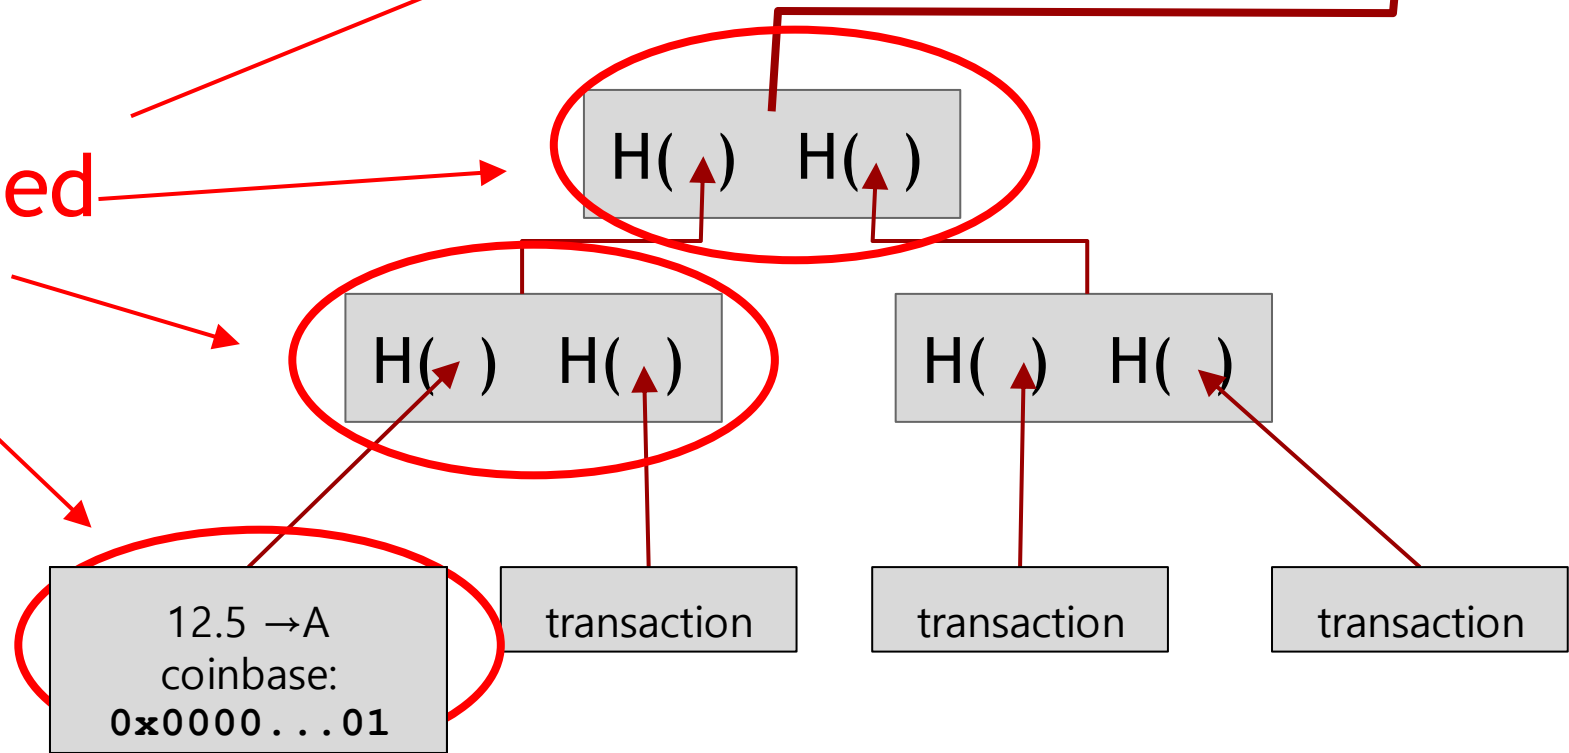 H( ) H( )
ed
H( ) H( )
H( ) H( )
12.5 →A
coinbase:
0x0000...01
transaction
transaction
transaction